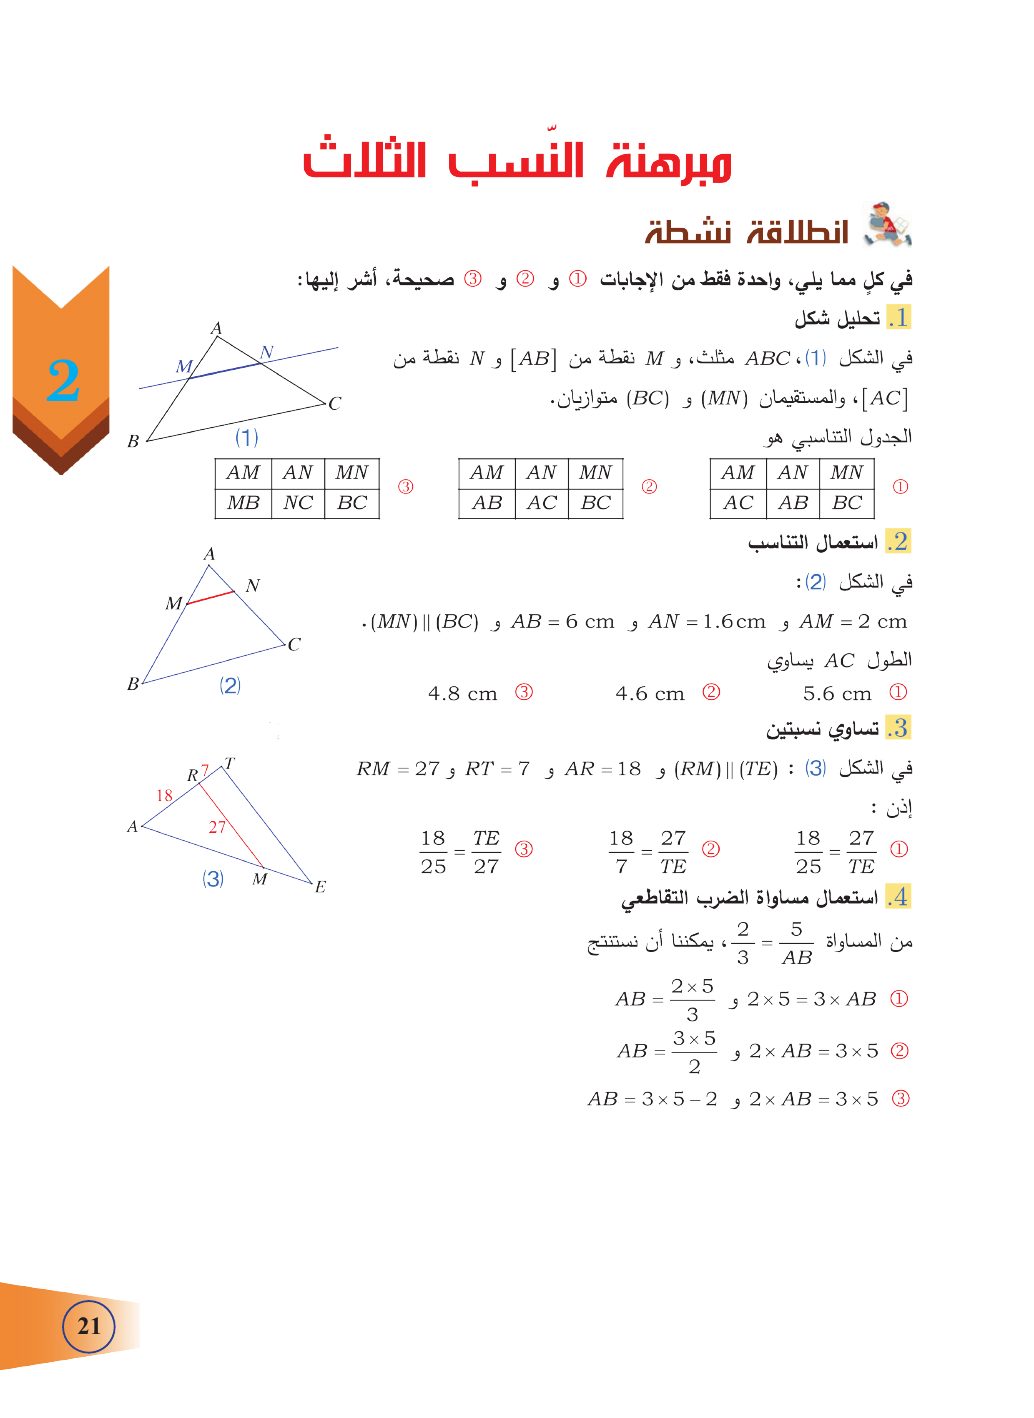 مبرهنة النّسب الثلاث
انطلاقة نشطة
في كلٍ مما يلي، واحدة فقط من الإجابات ① و ② و ③ صحيحة، أشر إليها:
1. تحليل شكل
في الشكل (1)، ABC مثلث، و M نقطة من [AB] و N نقطة من
[AC]، والمستقيمان (MN) و (BC) متوازيان.
الجدول التناسبي هو
A
M
N
C
B
(1)
① AM AN MN
AC AB BC
② AM AN MN
AB AC BC
③ AM AN MN
MB NC BC
2. استعمال التناسب
في الشكل (2):
AM = 2 cm و AN = 1.6 cm و AB = 6 cm و (MN) || (BC).
الطول AC يساوي
① 5.6 cm ② 4.6 cm ③ 4.8 cm
A
N
M
C
B
(2)
3. تساوي نسبتين
في الشكل (3) : (RM) || (TE) و AR = 18 و RT = 7 و RM = 27
إذن :
① 18/25 = 27/TE ② 18/7 = 27/TE ③ 18/25 = TE/27
T
7
R
18
A
27
M
E
(3)
4. استعمال مساواة الضرب التقاطعي
من المساواة 2/3 = 5/AB، يمكننا أن نستنتج
① 2×5 = 3×AB و AB = 2×5/3
② 2×AB = 3×5 و AB = 3×5/2
③ 2×AB = 3×5 و AB = 3×5−2
2
21